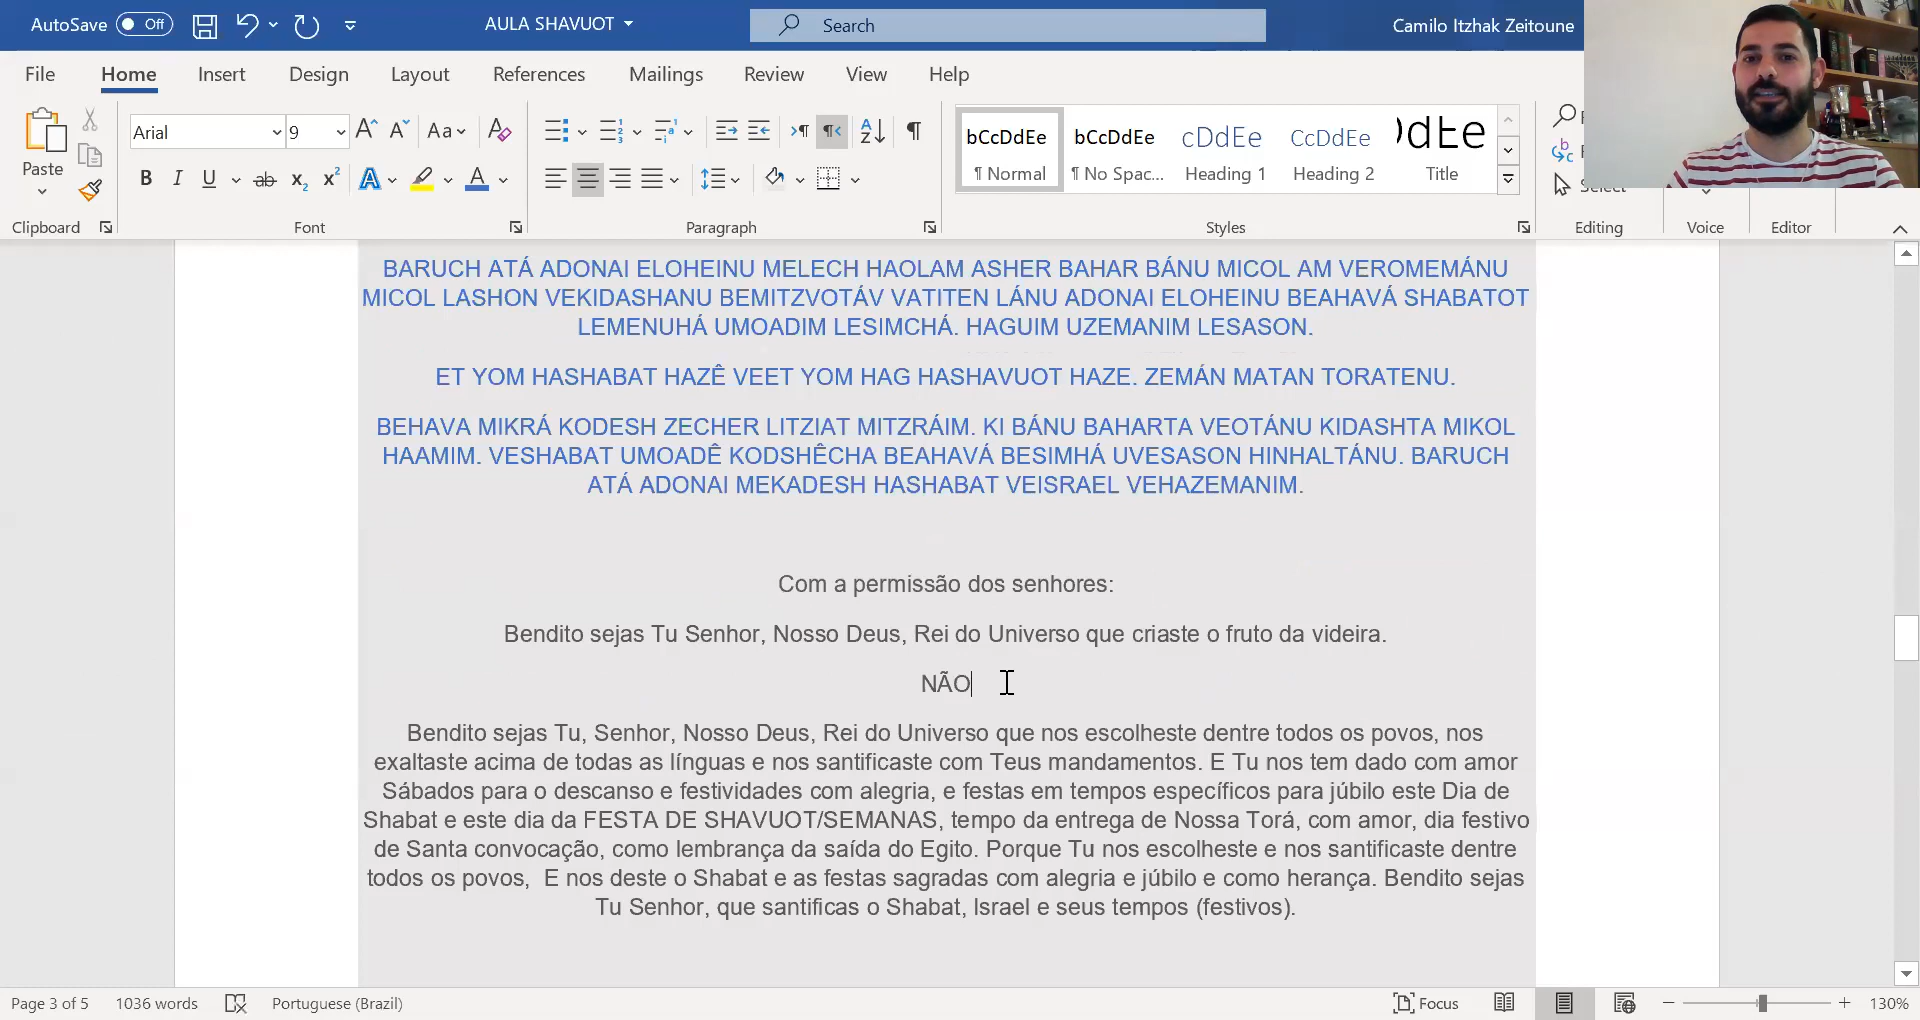 AutoSave Off AULA SHAVUOT Search Camilo Itzhak Zeitoune
File Home Insert Design Layout References Mailings Review View Help
Arial 9 Aa bCcDdEe bCcDdEe cDdEe CcDdEe
Paste B I U ab x₂ x² A A ¶ Normal ¶ No Spac... Heading 1 Heading 2 Title Select
Clipboard Font Paragraph Styles Editing Voice Editor
BARUCH ATÁ ADONAI ELOHEINU MELECH HAOLAM ASHER BAHAR BÁNU MICOL AM VEROMEMÁNU
MICOL LASHON VEKIDASHANU BEMITZVOTÁV VATITEN LÁNU ADONAI ELOHEINU BEAHAVÁ SHABATOT
LEMENUHÁ UMOADIM LESIMCHÁ. HAGUIM UZEMANIM LESASON.
ET YOM HASHABAT HAZÊ VEET YOM HAG HASHAVUOT HAZE. ZEMÁN MATAN TORATENU.
BEHAVA MIKRÁ KODESH ZECHER LITZIAT MITZRÁIM. KI BÁNU BAHARTA VEOTÁNU KIDASHTA MIKOL
HAAMIM. VESHABAT UMOADÊ KODSHÊCHA BEAHAVÁ BESIMHÁ UVESASON HINHALTÁNU. BARUCH
ATÁ ADONAI MEKADESH HASHABAT VEISRAEL VEHAZEMANIM.
Com a permissão dos senhores:
Bendito sejas Tu Senhor, Nosso Deus, Rei do Universo que criaste o fruto da videira.
NÃO
Bendito sejas Tu, Senhor, Nosso Deus, Rei do Universo que nos escolheste dentre todos os povos, nos
exaltaste acima de todas as línguas e nos santificaste com Teus mandamentos. E Tu nos tem dado com amor
Sábados para o descanso e festividades com alegria, e festas em tempos específicos para júbilo este Dia de
Shabat e este dia da FESTA DE SHAVUOT/SEMANAS, tempo da entrega de Nossa Torá, com amor, dia festivo
de Santa convocação, como lembrança da saída do Egito. Porque Tu nos escolheste e nos santificaste dentre
todos os povos, E nos deste o Shabat e as festas sagradas com alegria e júbilo e como herança. Bendito sejas
Tu Senhor, que santificas o Shabat, Israel e seus tempos (festivos).
Page 3 of 5 1036 words Portuguese (Brazil) Focus 130%